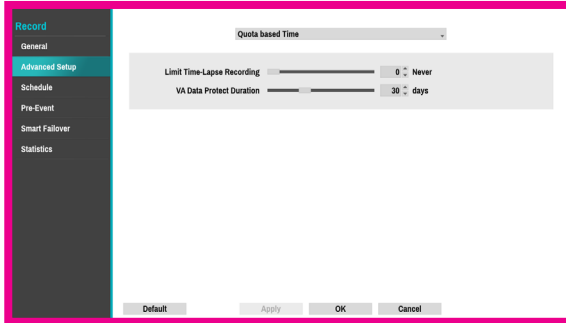 Record
General
Advanced Setup
Schedule
Pre-Event
Smart Failover
Statistics
Quota based Time
Limit Time-Lapse Recording 0 Never
VA Data Protect Duration 30 days
Default Apply OK Cancel